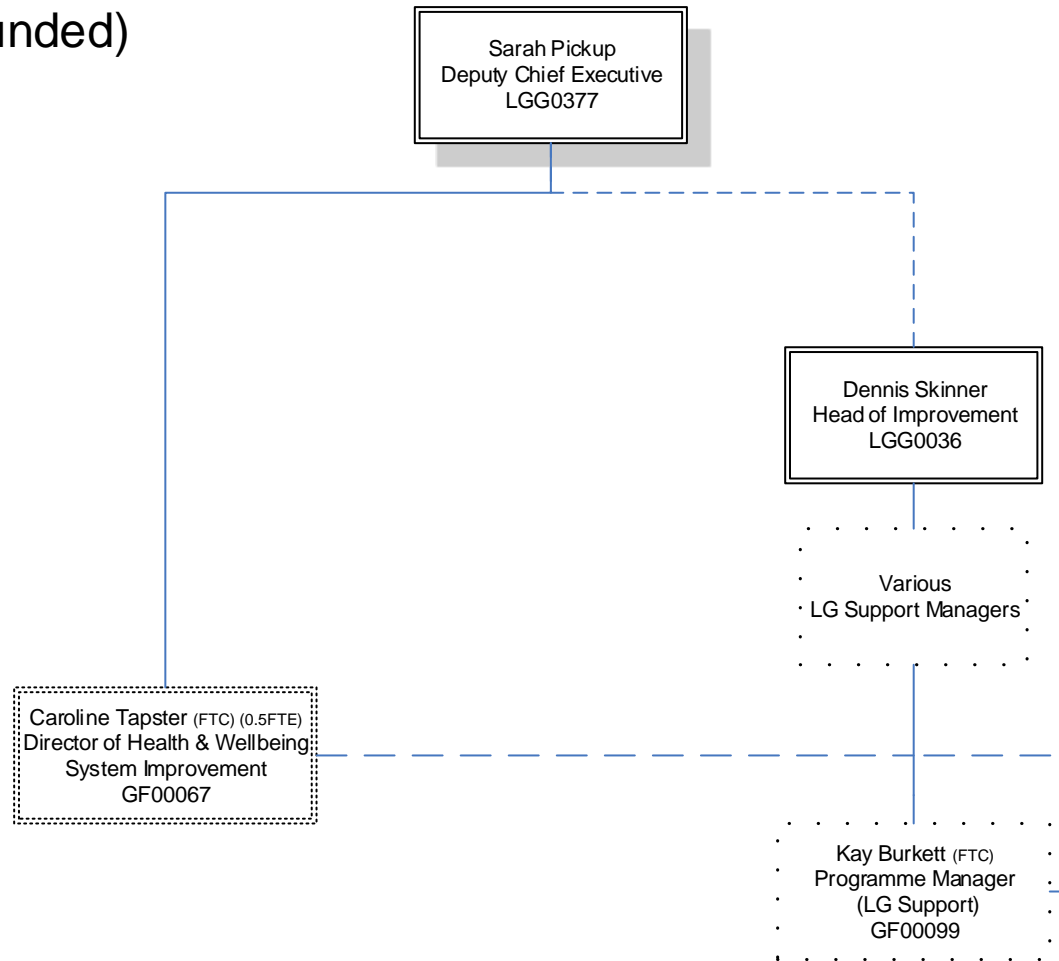 Sarah Pickup
Deputy Chief Executive
LGG0377
Dennis Skinner
Head of Improvement
LGG0036
Various
LG Support Managers
Caroline Tapster (FTC) (0.5FTE)
Director of Health & Wellbeing
System Improvement
GF00067
Kay Burkett (FTC)
Programme Manager
(LG Support)
GF00099